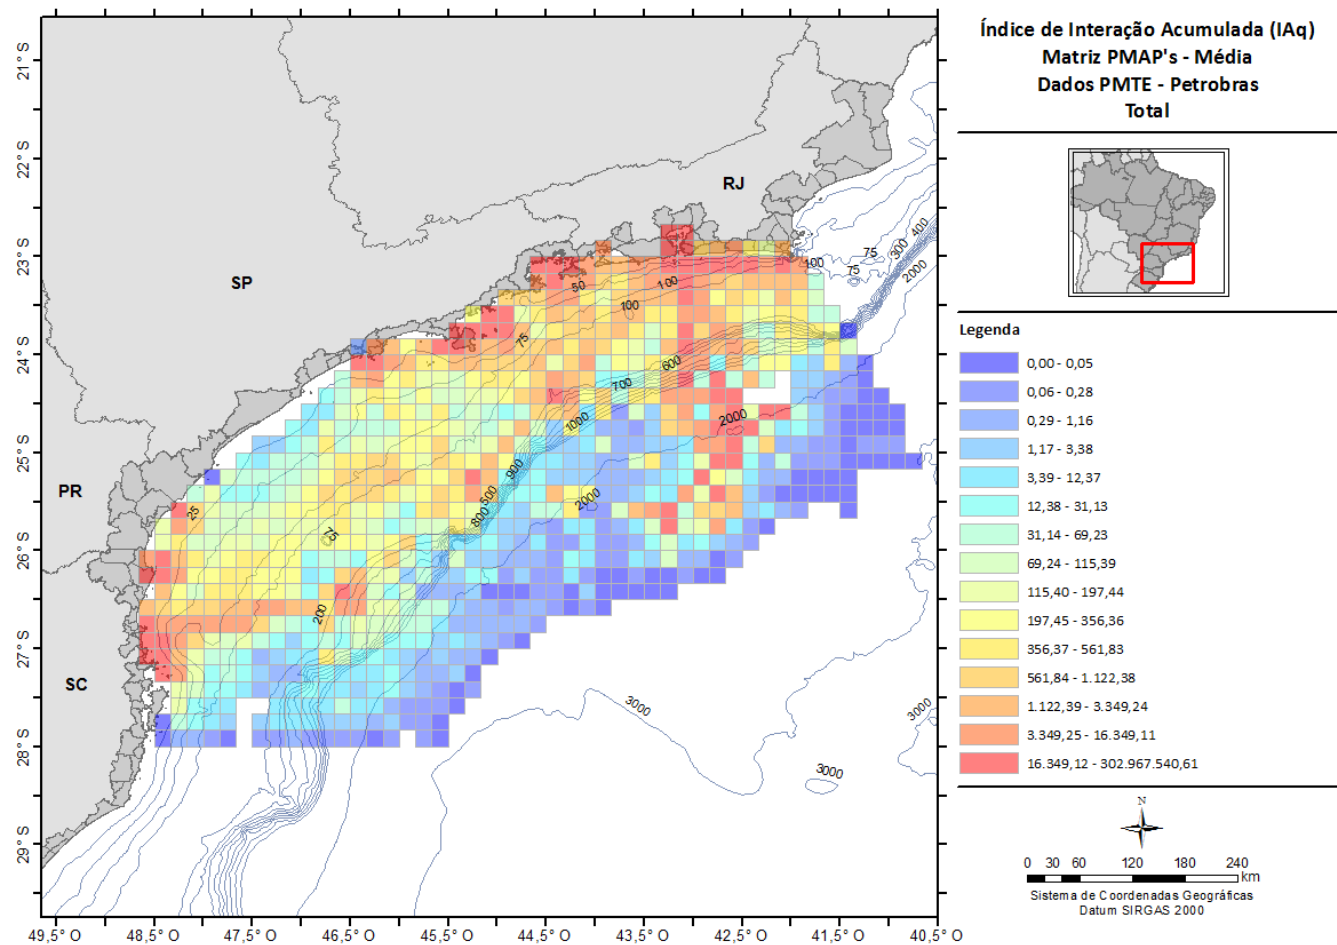 Índice de Interação Acumulada (IAq)
Matriz PMAP's - Média
Dados PMTE - Petrobras
Total
21° S
22° S
23° S
24° S
25° S
26° S
27° S
28° S
29° S
RJ
SP
PR
SC
75
75
100
300
400
2000
50
100
100
75
600
700
1000
2000
900
500
800
2000
25
75
200
3000
3000
3000
Legenda
0,00 - 0,05
0,06 - 0,28
0,29 - 1,16
1,17 - 3,38
3,39 - 12,37
12,38 - 31,13
31,14 - 69,23
69,24 - 115,39
115,40 - 197,44
197,45 - 356,36
356,37 - 561,83
561,84 - 1.122,38
1.122,39 - 3.349,24
3.349,25 - 16.349,11
16.349,12 - 302.967.540,61
N
0 30 60 120 180 240
km
Sistema de Coordenadas Geográficas
Datum SIRGAS 2000
49,5° O 48,5° O 47,5° O 46,5° O 45,5° O 44,5° O 43,5° O 42,5° O 41,5° O 40,5° O